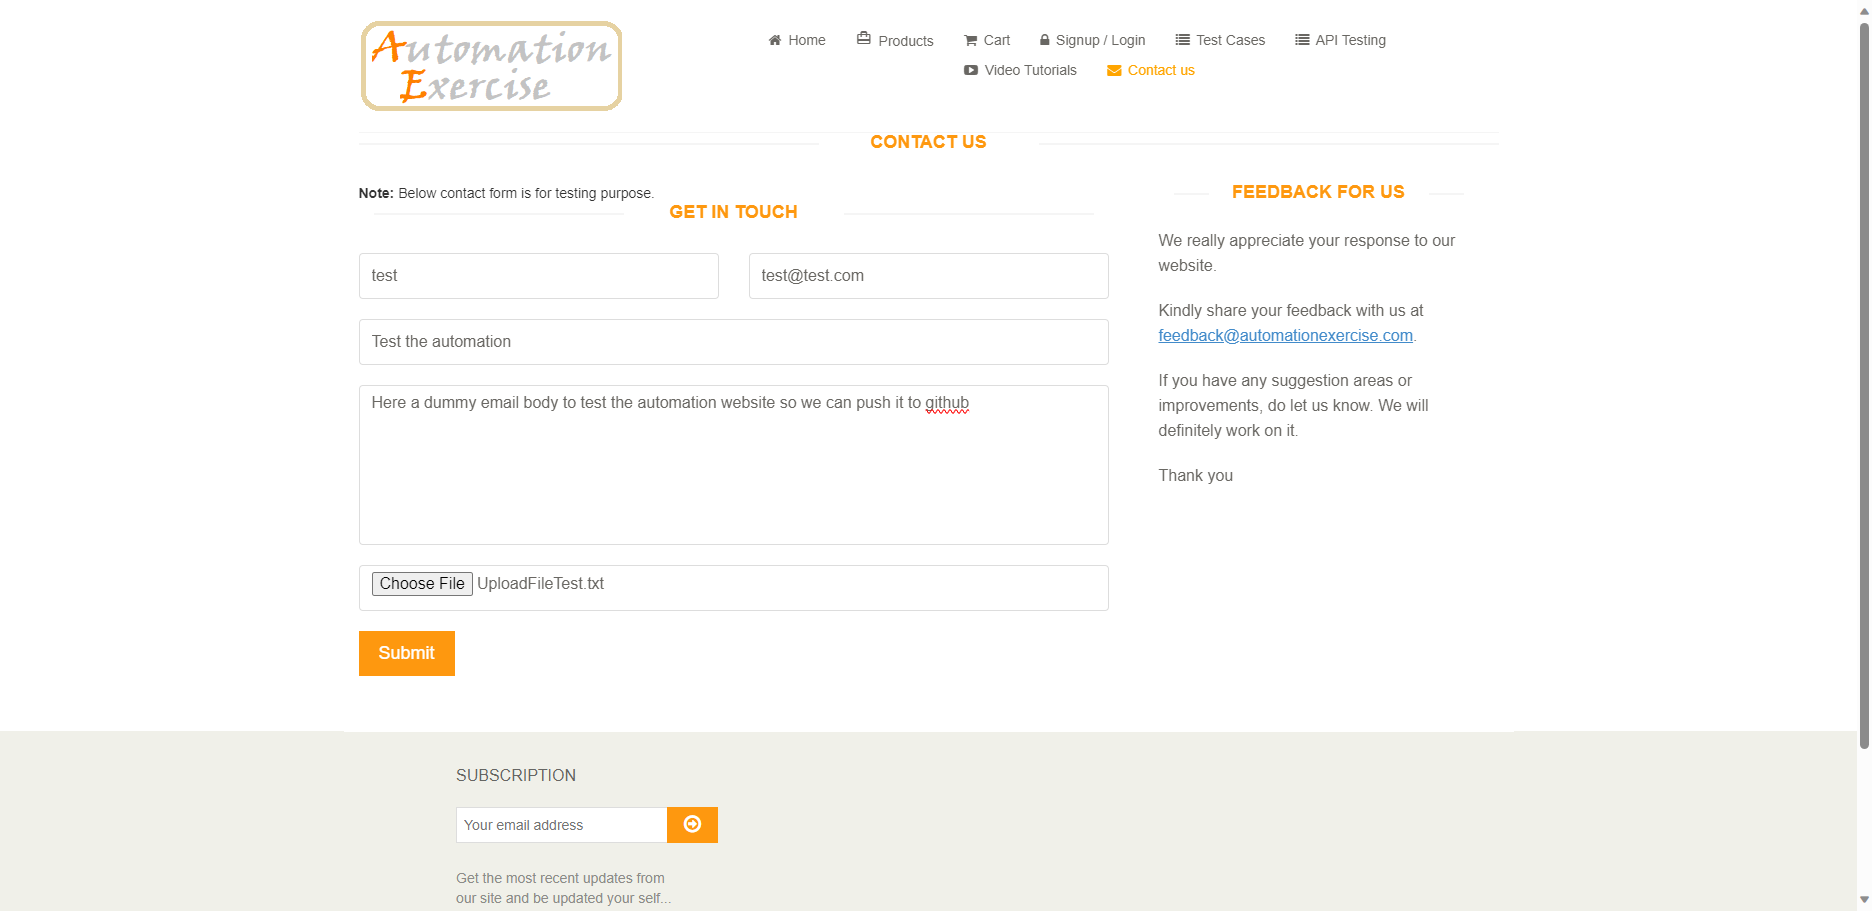 Automation
Exercise
Home Products Cart Signup / Login Test Cases API Testing
Video Tutorials Contact us
CONTACT US
Note: Below contact form is for testing purpose.
GET IN TOUCH
test
test@test.com
Test the automation
Here a dummy email body to test the automation website so we can push it to github
Choose File UploadFileTest.txt
Submit
FEEDBACK FOR US
We really appreciate your response to our
website.
Kindly share your feedback with us at
feedback@automationexercise.com.
If you have any suggestion areas or
improvements, do let us know. We will
definitely work on it.
Thank you
SUBSCRIPTION
Your email address
Get the most recent updates from
our site and be updated your self...